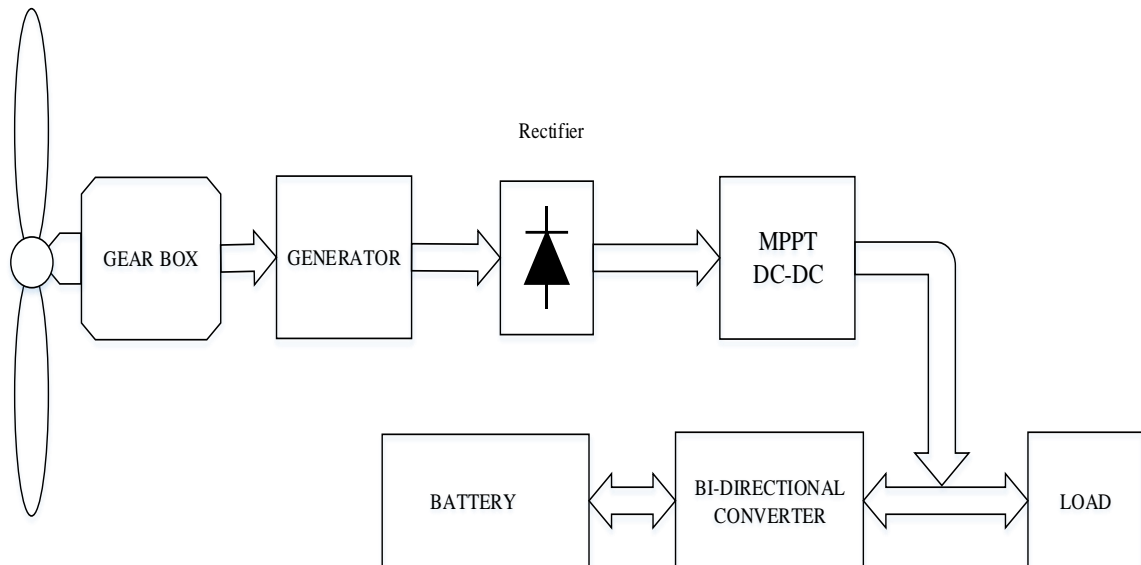 Rectifier
GEAR BOX
GENERATOR
MPPT
DC-DC
BATTERY
BI-DIRECTIONAL
CONVERTER
LOAD